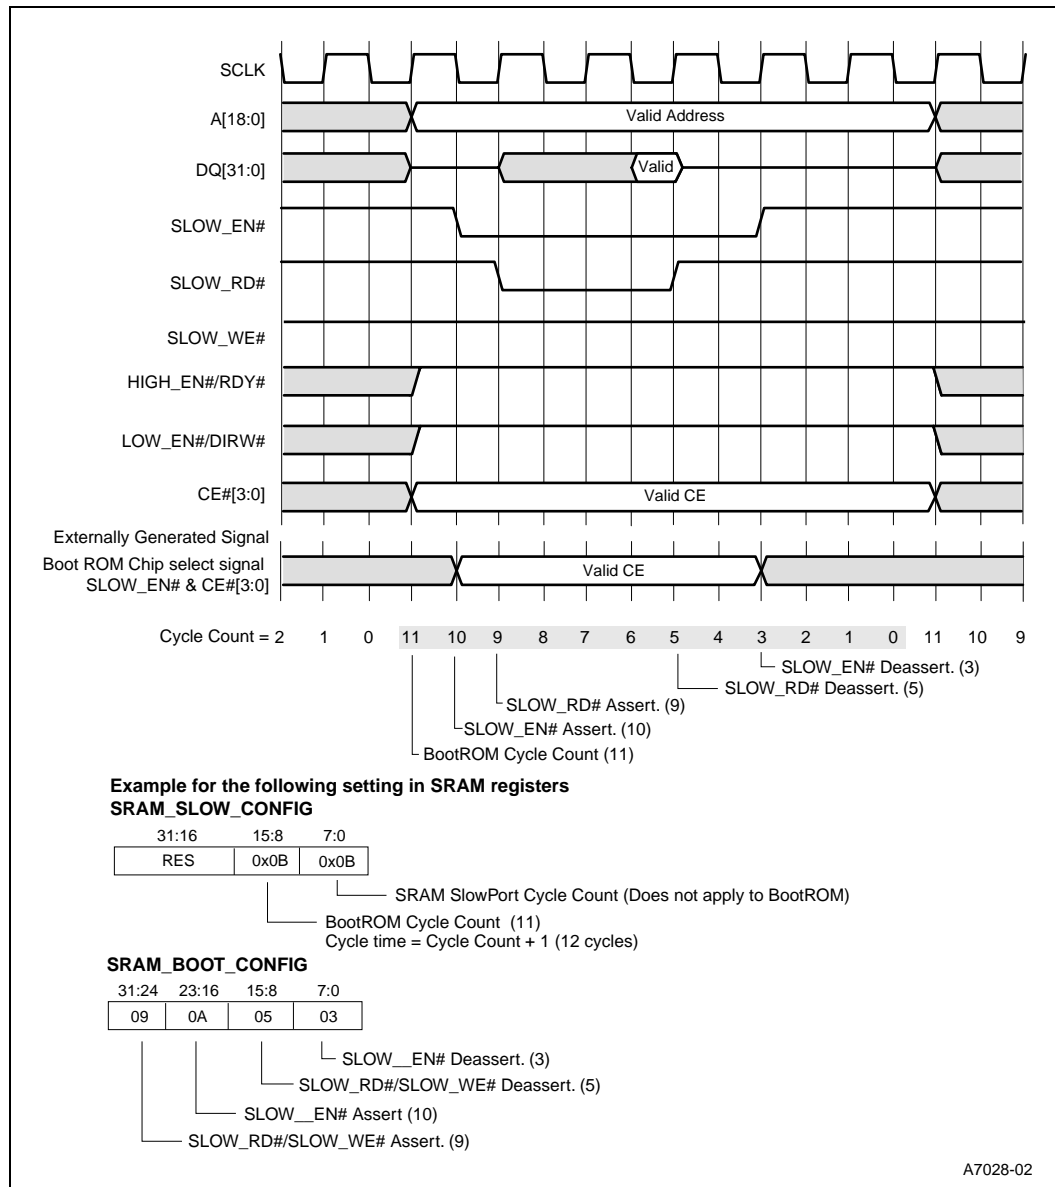 SCLK
A[18:0]
Valid Address
DQ[31:0]
Valid
SLOW_EN#
SLOW_RD#
SLOW_WE#
HIGH_EN#/RDY#
LOW_EN#/DIRW#
CE#[3:0]
Valid CE
Externally Generated Signal
Boot ROM Chip select signal
SLOW_EN# & CE#[3:0]
Valid CE
Cycle Count = 2 1 0 11 10 9 8 7 6 5 4 3 2 1 0 11 10 9
SLOW_EN# Deassert. (3)
SLOW_RD# Deassert. (5)
SLOW_RD# Assert. (9)
SLOW_EN# Assert. (10)
BootROM Cycle Count (11)
Example for the following setting in SRAM registers
SRAM_SLOW_CONFIG
31:16 15:8 7:0
RES 0x0B 0x0B
SRAM SlowPort Cycle Count (Does not apply to BootROM)
BootROM Cycle Count (11)
Cycle time = Cycle Count + 1 (12 cycles)
SRAM_BOOT_CONFIG
31:24 23:16 15:8 7:0
09 0A 05 03
SLOW__EN# Deassert. (3)
SLOW_RD#/SLOW_WE# Deassert. (5)
SLOW__EN# Assert (10)
SLOW_RD#/SLOW_WE# Assert. (9)
A7028-02